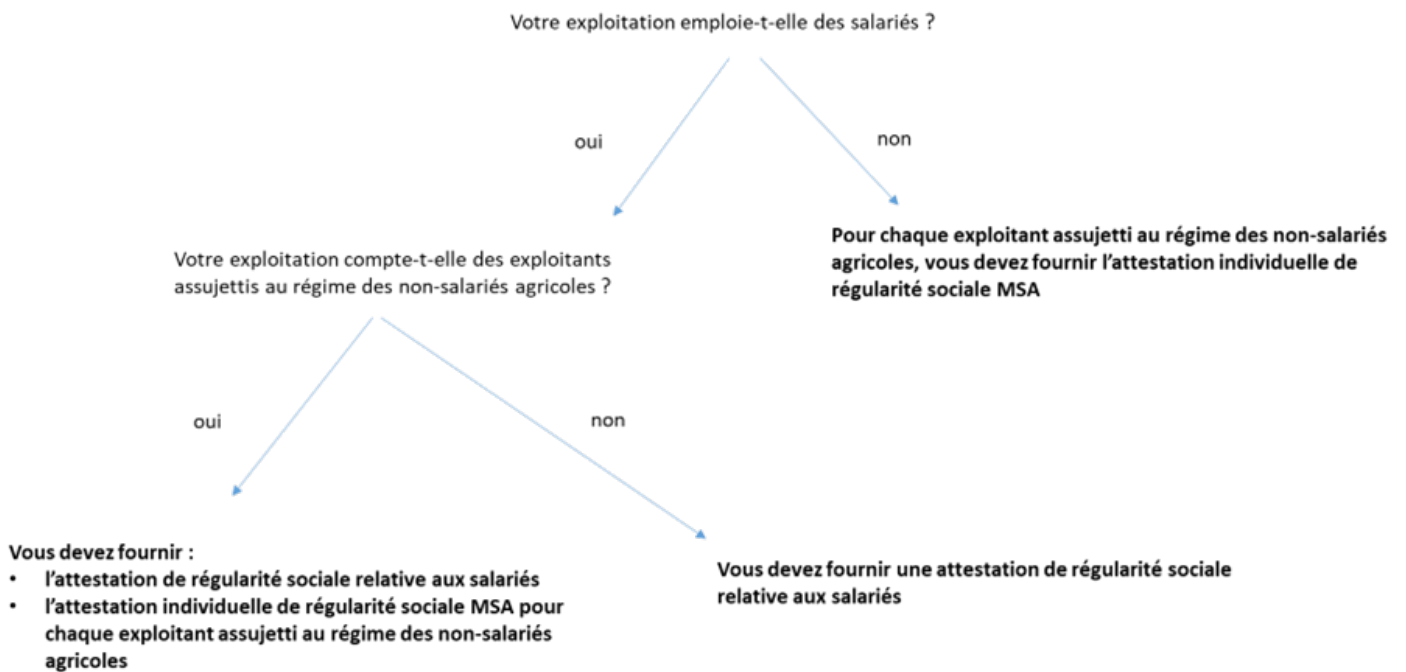 Votre exploitation emploie-t-elle des salariés ?
oui
non
Votre exploitation compte-t-elle des exploitants
assujettis au régime des non-salariés agricoles ?
Pour chaque exploitant assujetti au régime des non-salariés
agricoles, vous devez fournir l’attestation individuelle de
régularité sociale MSA
oui
non
Vous devez fournir :
• l’attestation de régularité sociale relative aux salariés
• l’attestation individuelle de régularité sociale MSA pour
chaque exploitant assujetti au régime des non-salariés
agricoles
Vous devez fournir une attestation de régularité sociale
relative aux salariés